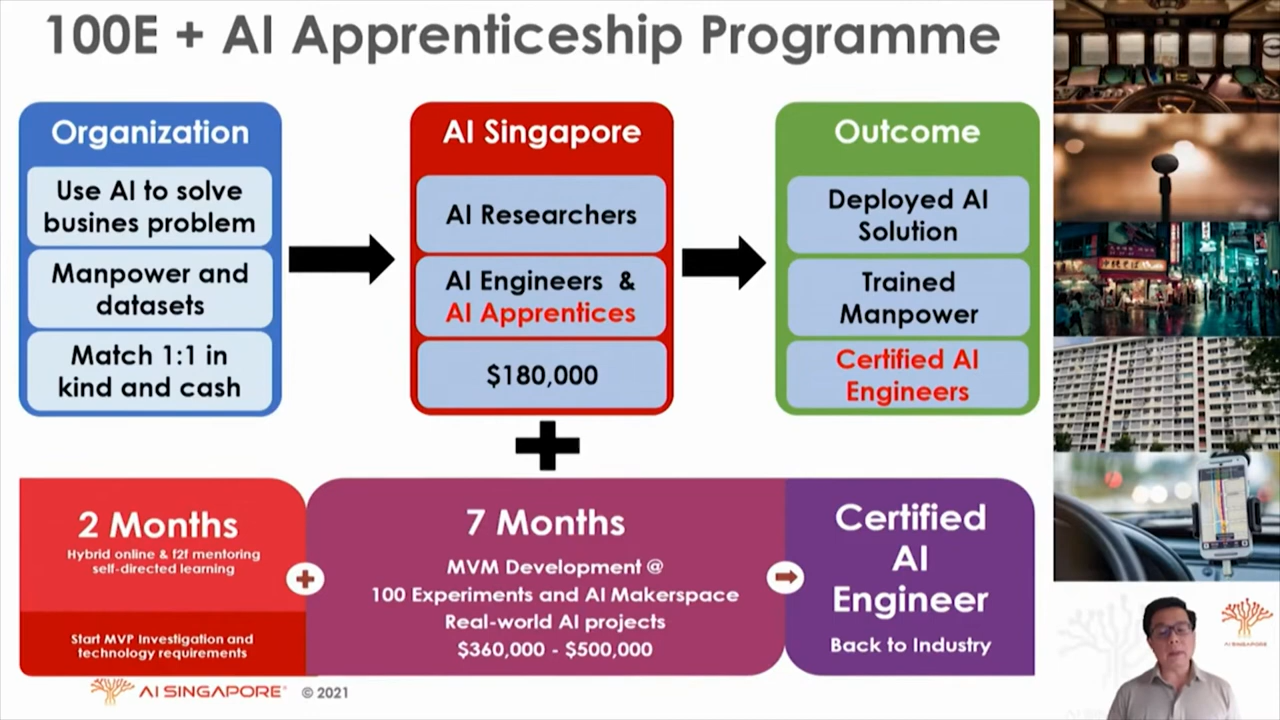 100E + AI Apprenticeship Programme
Organization
Use AI to solve
busines problem
Manpower and
datasets
Match 1:1 in
kind and cash
AI Singapore
AI Researchers
AI Engineers &
AI Apprentices
$180,000
Outcome
Deployed AI
Solution
Trained
Manpower
Certified AI
Engineers
2 Months
Hybrid online & f2f mentoring
self-directed learning
Start MVP Investigation and
technology requirements
7 Months
MVM Development @
100 Experiments and AI Makerspace
Real-world AI projects
$360,000 - $500,000
Certified
AI
Engineer
Back to Industry
AI SINGAPORE © 2021
AI SINGAPORE